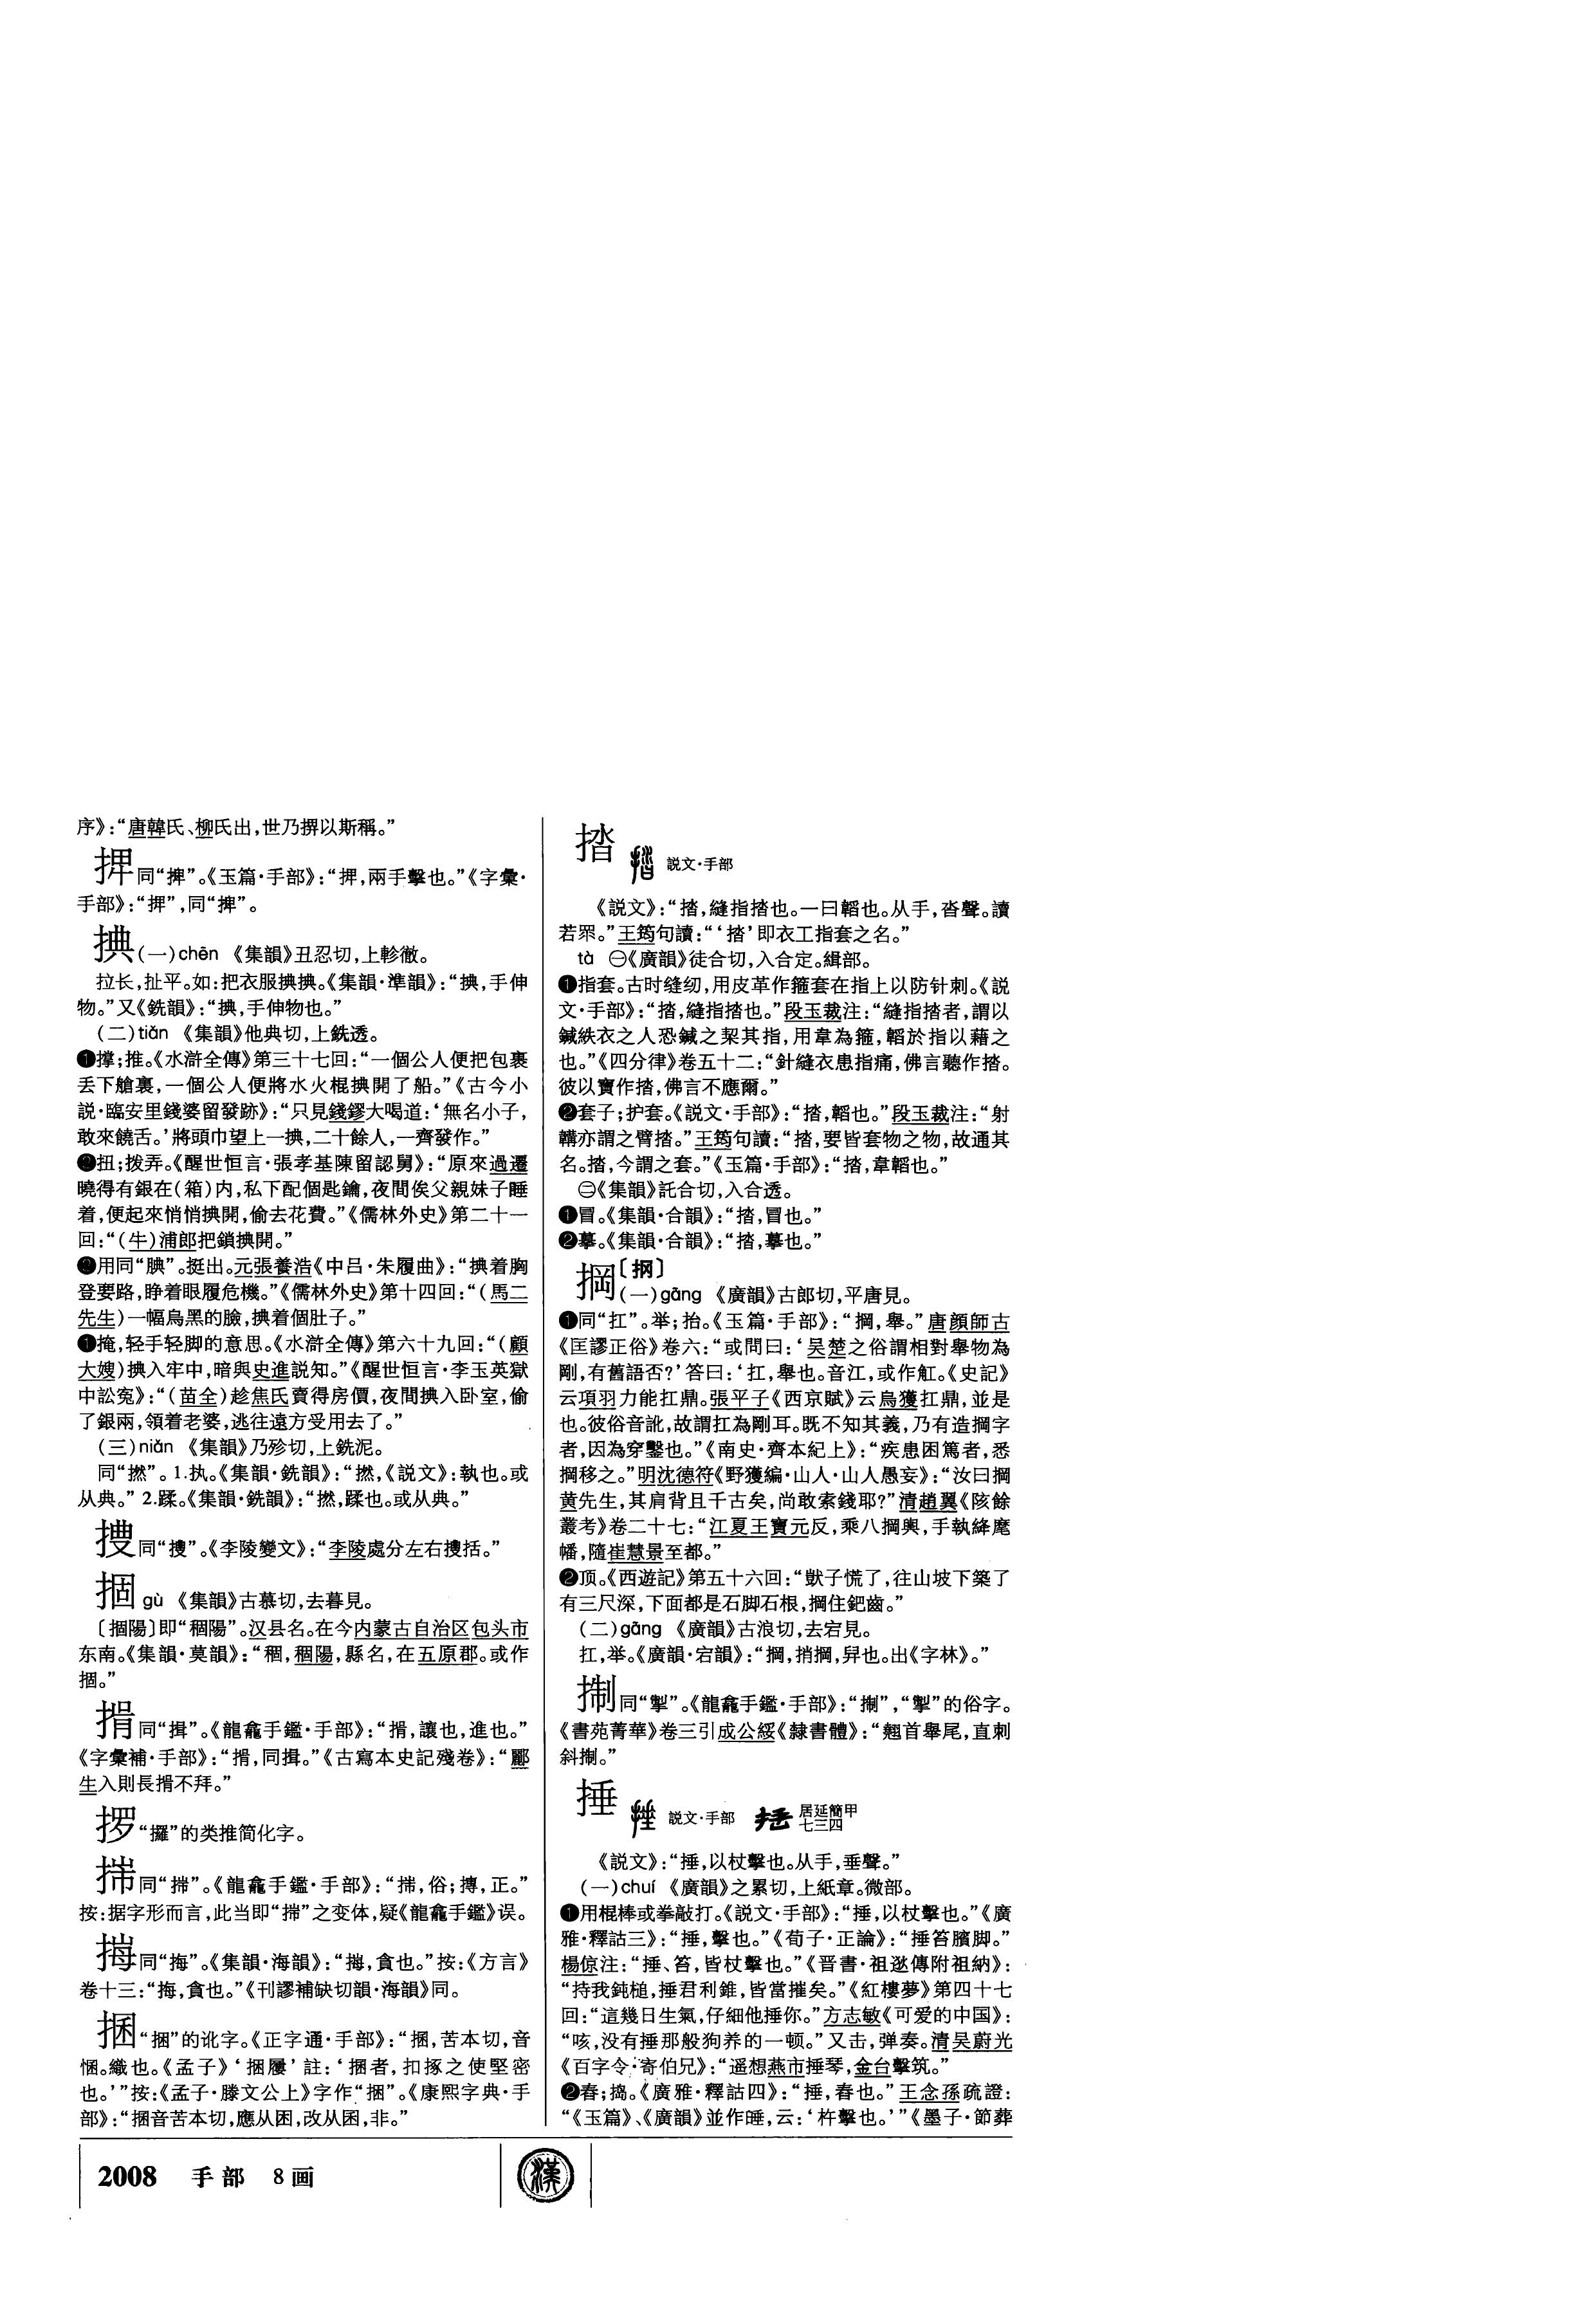 序》：“唐韓氏、柳氏出，世乃捭以斯稱。”
同“捭”。《玉篇·手部》：“押，兩手擊也。”《字彙·
手部》：“押”，同“捭”。
捵(一)chēn 《集韻》丑忍切，上軫徹。
拉长，扯平。如：把衣服捵捵。《集韻·準韻》：“捵，手伸
物。”又《銑韻》：“捵，手伸物也。”
(二)tiǎn 《集韻》他典切，上銑透。
❶撑；推。《水滸全傳》第三十七回：“一個公人便把包裹
丢下艙裏，一個公人便將水火棍捵開了船。”《古今小
説·臨安里錢婆留發跡》：“只見錢鏐大喝道：‘無名小子，
敢來饒舌。’將頭巾望上一捵，二十餘人，一齊發作。”
❷扭；拨弄。《醒世恒言·張孝基陳留認舅》：“原來過遷
曉得有銀在(箱)内，私下配個匙鑰，夜間俟父親妹子睡
着，便起來悄悄捵開，偷去花費。”《儒林外史》第二十一
回：“(牛)浦郎把鎖捵開。”
❸用同“腆”。挺出。元張養浩《中吕·朱履曲》：“捵着胸
登要路，睁着眼履危機。”《儒林外史》第十四回：“(馬二
先生)一幅烏黑的臉，捵着個肚子。”
❶掩，轻手轻脚的意思。《水滸全傳》第六十九回：“(顧
大嫂)捵入牢中，暗與史進説知。”《醒世恒言·李玉英獄
中訟寃》：“(苗全)趁焦氏賣得房價，夜間捵入卧室，偷
了銀兩，領着老婆，逃往遠方受用去了。”
(三)niǎn 《集韻》乃殄切，上銑泥。
同“撚”。1.执。《集韻·銑韻》：“撚，《説文》：執也。或
从典。” 2.蹂。《集韻·銑韻》：“撚，蹂也。或从典。”
同“搜”。《李陵變文》：“李陵處分左右搜括。”
掴 gù 《集韻》古慕切，去暮見。
〔〕即“稒陽”。汉县名。在今内蒙古自治区包头市
东南。《集韻·莫韻》：“稒，稒陽，縣名，在五原郡。或作
。”
揖 同“揖”。《龍龕手鑑·手部》：“，讓也，進也。”
《字彙補·手部》：“，同揖。”《古寫本史記殘卷》：“酈
生入則長不拜。”
“攞”的类推简化字。
同“揣”。《龍龕手鑑·手部》：“，俗；摶，正。”
按：据字形而言，此当即“揣”之变体，疑《龍龕手鑑》误。
同“挴”。《集韻·海韻》：“，貪也。”按：《方言》
卷十三：“挴，貪也。”《刊謬補缺切韻·海韻》同。
“捆”的讹字。《正字通·手部》：“，苦本切，音
悃。織也。《孟子》‘屨’註：‘者，扣㧻之使堅密
也。’”按：《孟子·滕文公上》字作“捆”。《康熙字典·手
部》：“捆音苦本切，應从困，改从囷，非。”
揩 説文·手部
《説文》：“揩，縫指揩也。一曰韜也。从手，沓聲。讀
若眔。”王筠句讀：“‘揩’即衣工指套之名。”
tà ㊀《廣韻》徒合切，入合定。緝部。
❶指套。古时缝纫，用皮革作箍套在指上以防针刺。《説
文·手部》：“揩，縫指揩也。”段玉裁注：“縫指揩者，謂以
鍼紩衣之人恐鍼之栔其指，用韋為箍，韜於指以藉之
也。”《四分律》卷五十二：“針縫衣患指痛，佛言聽作揩。
彼以寶作揩，佛言不應爾。”
❷套子；护套。《説文·手部》：“揩，韜也。”段玉裁注：“射
韝亦謂之臂揩。”王筠句讀：“揩，要皆套物之物，故通其
名。揩，今謂之套。”《玉篇·手部》：“揩，韋韜也。”
㊁《集韻》託合切，入合透。
❶冒。《集韻·合韻》：“揩，冒也。”
❷摹。《集韻·合韻》：“揩，摹也。”
掆〔㧏〕
(一)gāng 《廣韻》古郎切，平唐見。
❶同“扛”。举；抬。《玉篇·手部》：“掆，舉。”唐顔師古
《匡謬正俗》卷六：“或問曰：‘吴楚之俗謂相對舉物為
剛，有舊語否？’答曰：‘扛，舉也。音江，或作舡。《史記》
云項羽力能扛鼎。張平子《西京賦》云烏獲扛鼎，並是
也。彼俗音訛，故謂扛為剛耳。既不知其義，乃有造掆字
者，因為穿鑿也。”《南史·齊本紀上》：“疾患困篤者，悉
掆移之。”明沈德符《野獲編·山人·山人愚妄》：“汝曰掆
黄先生，其肩背且千古矣，尚敢索錢耶？”清趙翼《陔餘
叢考》卷二十七：“江夏王寶元反，乘八掆輿，手執絳麾
幡，隨崔慧景至都。”
❷顶。《西遊記》第五十六回：“獃子慌了，往山坡下築了
有三尺深，下面都是石脚石根，掆住鈀齒。”
(二)gāng 《廣韻》古浪切，去宕見。
扛，举。《廣韻·宕韻》：“掆，捎掆，舁也。出《字林》。”
同“掣”。《龍龕手鑑·手部》：“”，“掣”的俗字。
《書苑菁華》卷三引成公綏《隸書體》：“翹首舉尾，直刺
斜。”
捶 説文·手部 居延簡甲七三四
《説文》：“捶，以杖擊也。从手，垂聲。”
(一)chuí 《廣韻》之累切，上紙章。微部。
❶用棍棒或拳敲打。《説文·手部》：“捶，以杖擊也。”《廣
雅·釋詁三》：“捶，擊也。”《荀子·正論》：“捶笞臏脚。”
楊倞注：“捶、笞，皆杖擊也。”《晋書·祖逖傳附祖納》：
“持我鈍槌，捶君利錐，皆當摧矣。”《紅樓夢》第四十七
回：“這幾日生氣，仔細他捶你。”方志敏《可爱的中国》：
“咳，没有捶那般狗养的一顿。”又击，弹奏。清吴蔚光
《百字令·寄伯兄》：“遥想燕市捶琴，金台擊筑。”
❷舂；捣。《廣雅·釋詁四》：“捶，舂也。”王念孫疏證：
“《玉篇》、《廣韻》並作㖗，云：‘杵擊也。’”《墨子·節葬
2008 手部 8画
漢